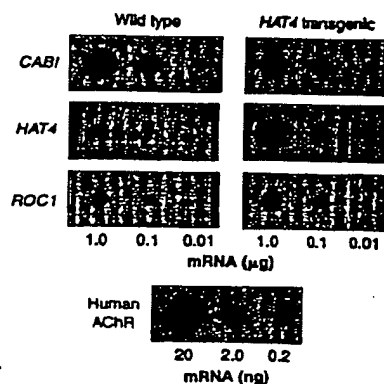 Wild type HAT4 transgenic
CAB1
HAT4
ROC1
1.0 0.1 0.01 1.0 0.1 0.01
mRNA (μg)
Human
AChR
20 2.0 0.2
mRNA (ng)